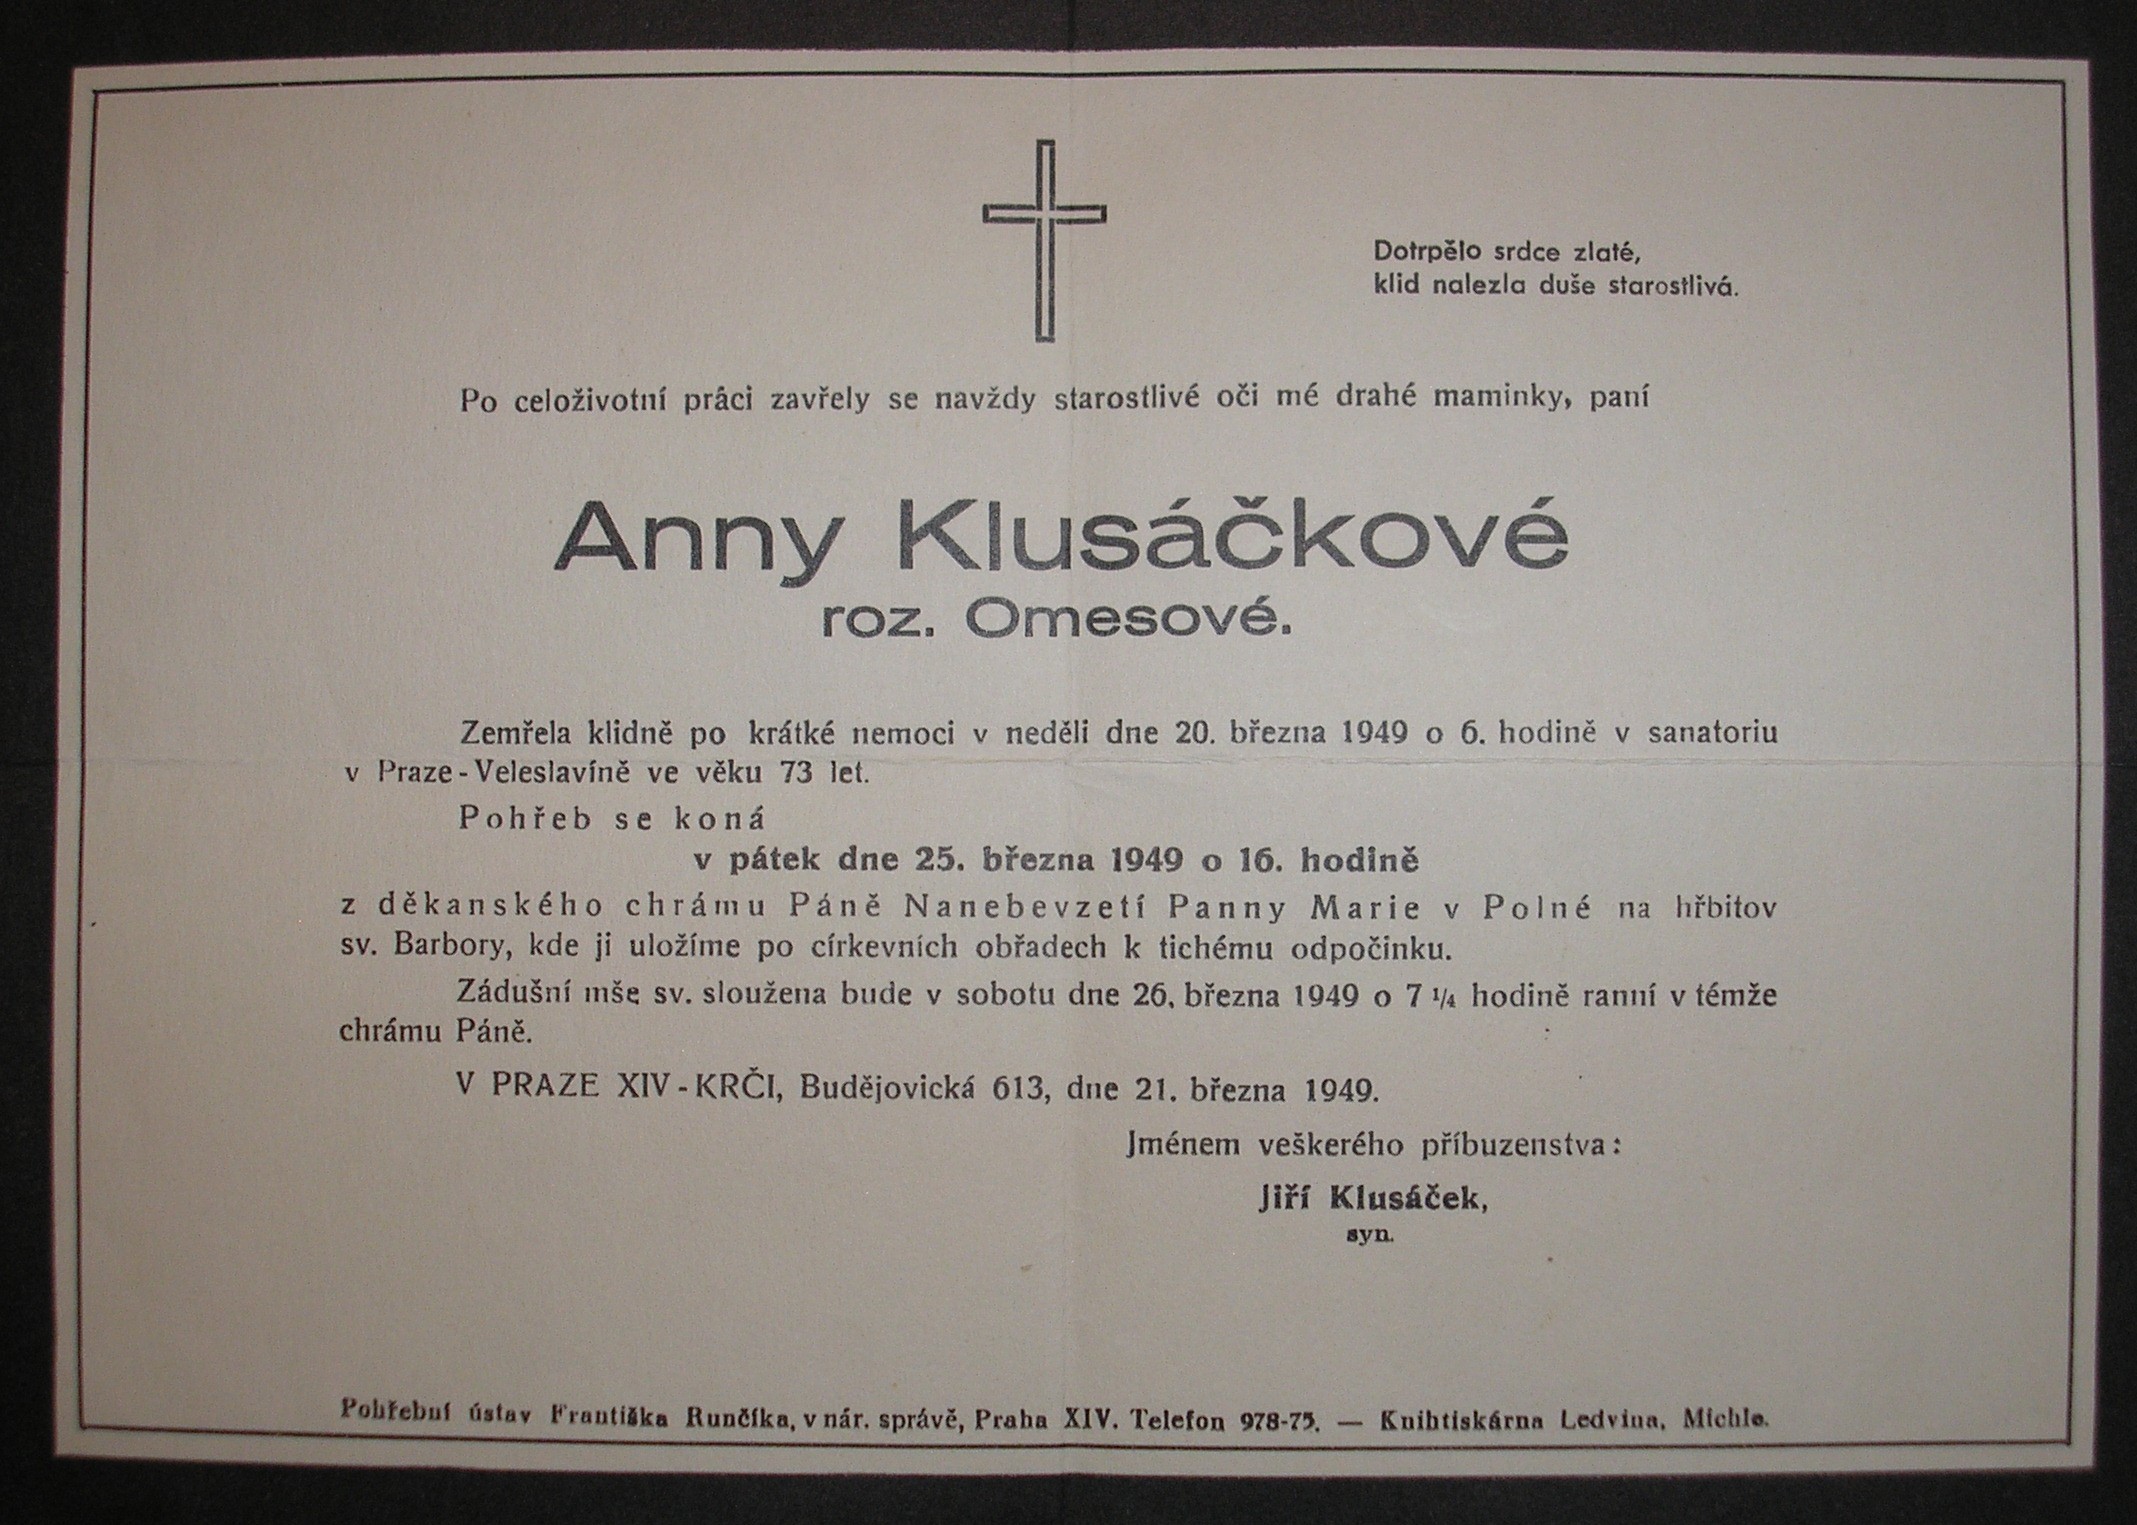 Dotrpělo srdce zlaté,
klid nalezla duše starostlivá.
Po celoživotní práci zavřely se navždy starostlivé oči mé drahé maminky, paní
Anny Klusáčkové
roz. Omesové.
Zemřela klidně po krátké nemoci v neděli dne 20. března 1949 o 6. hodině v sanatoriu
v Praze - Veleslavíně ve věku 73 let.
Pohřeb se koná
v pátek dne 25. března 1949 o 16. hodině
z děkanského chrámu Páně Nanebevzetí Panny Marie v Polné na hřbitov
sv. Barbory, kde ji uložíme po církevních obřadech k tichému odpočinku.
Zádušní mše sv. sloužena bude v sobotu dne 26. března 1949 o 7 1/4 hodině ranní v témže
chrámu Páně.
V PRAZE XIV - KRČI, Budějovická 613, dne 21. března 1949.
Jménem veškerého příbuzenstva:
Jiří Klusáček,
syn.
Pohřební ústav Františka Runčíka, v nár. správě, Praha XIV. Telefon 978-75. — Knihtiskárna Ledvina, Michle.